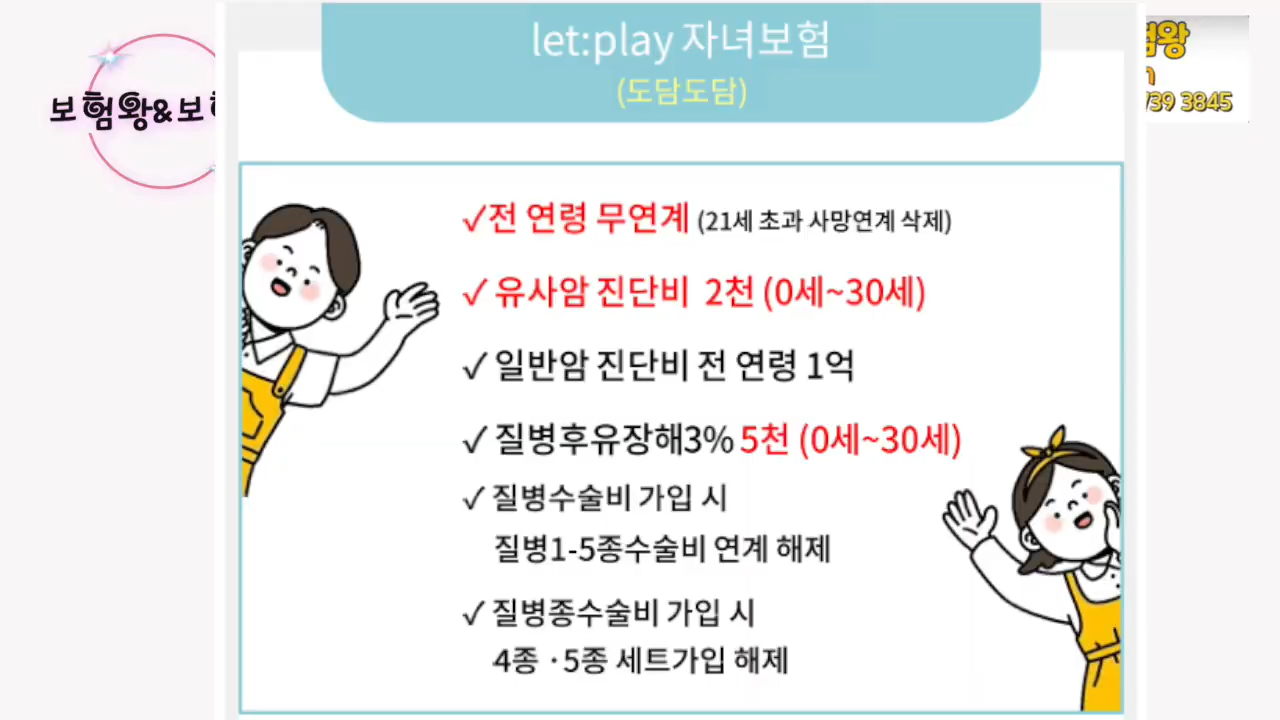 let:play 자녀보험
(도담도담)
보험왕&보
험왕
739 3845
✓전 연령 무연계 (21세 초과 사망연계 삭제)
✓ 유사암 진단비 2천 (0세~30세)
✓ 일반암 진단비 전 연령 1억
✓ 질병후유장해3% 5천 (0세~30세)
✓ 질병수술비 가입 시
질병1-5종수술비 연계 해제
✓ 질병종수술비 가입 시
4종 ·5종 세트가입 해제